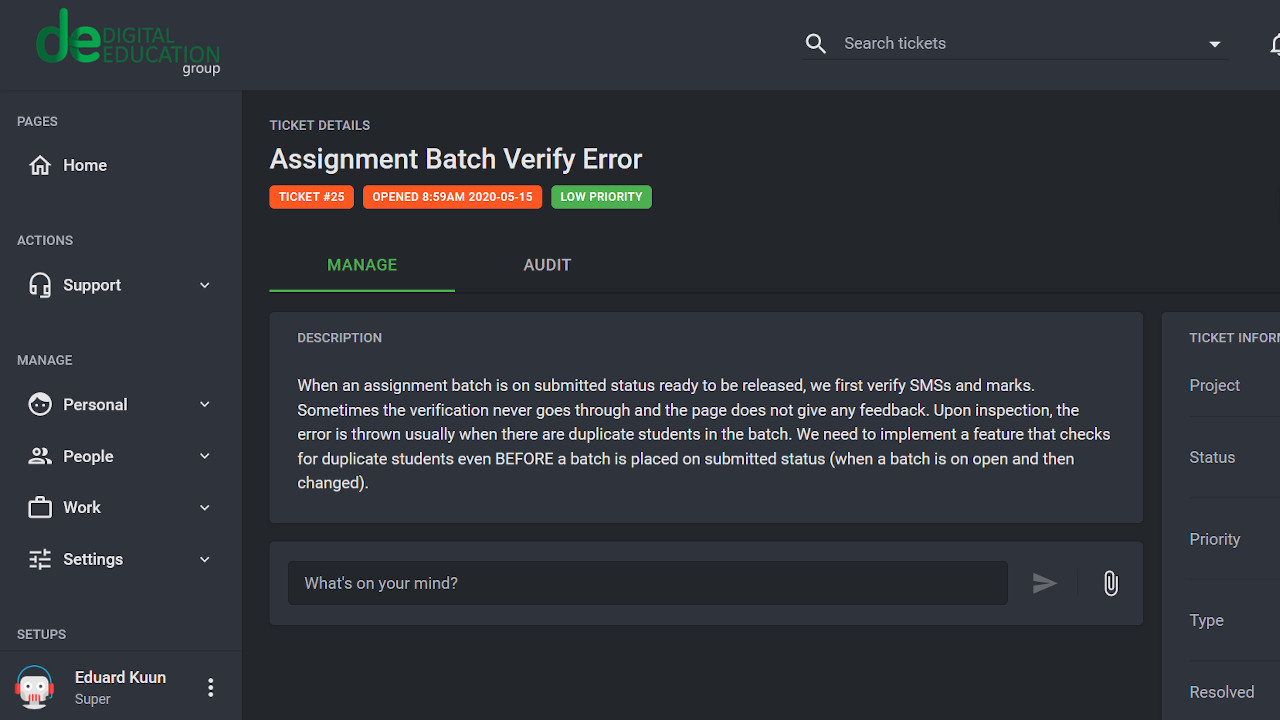 de DIGITAL
EDUCATION
group
Search tickets
PAGES
Home
ACTIONS
Support
MANAGE
Personal
People
Work
Settings
SETUPS
Eduard Kuun
Super
TICKET DETAILS
Assignment Batch Verify Error
TICKET #25 OPENED 8:59AM 2020-05-15 LOW PRIORITY
MANAGE AUDIT
DESCRIPTION
When an assignment batch is on submitted status ready to be released, we first verify SMSs and marks.
Sometimes the verification never goes through and the page does not give any feedback. Upon inspection, the
error is thrown usually when there are duplicate students in the batch. We need to implement a feature that checks
for duplicate students even BEFORE a batch is placed on submitted status (when a batch is on open and then
changed).
What's on your mind?
TICKET INFOR
Project
Status
Priority
Type
Resolved